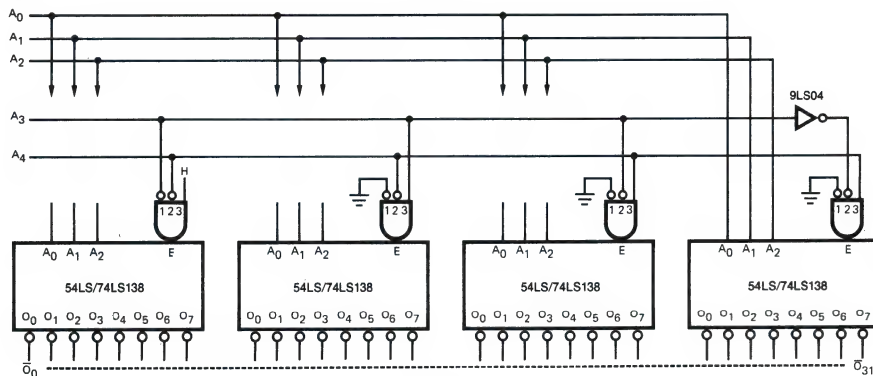 A0
A1
A2
9LS04
A3
A4
H
1 2 3
1 2 3
1 2 3
1 2 3
A0 A1 A2 E
A0 A1 A2 E
A0 A1 A2 E
A0 A1 A2 E
54LS/74LS138
54LS/74LS138
54LS/74LS138
54LS/74LS138
O0 O1 O2 O3 O4 O5 O6 O7
O0 O1 O2 O3 O4 O5 O6 O7
O0 O1 O2 O3 O4 O5 O6 O7
O0 O1 O2 O3 O4 O5 O6 O7
O̅0
O̅31